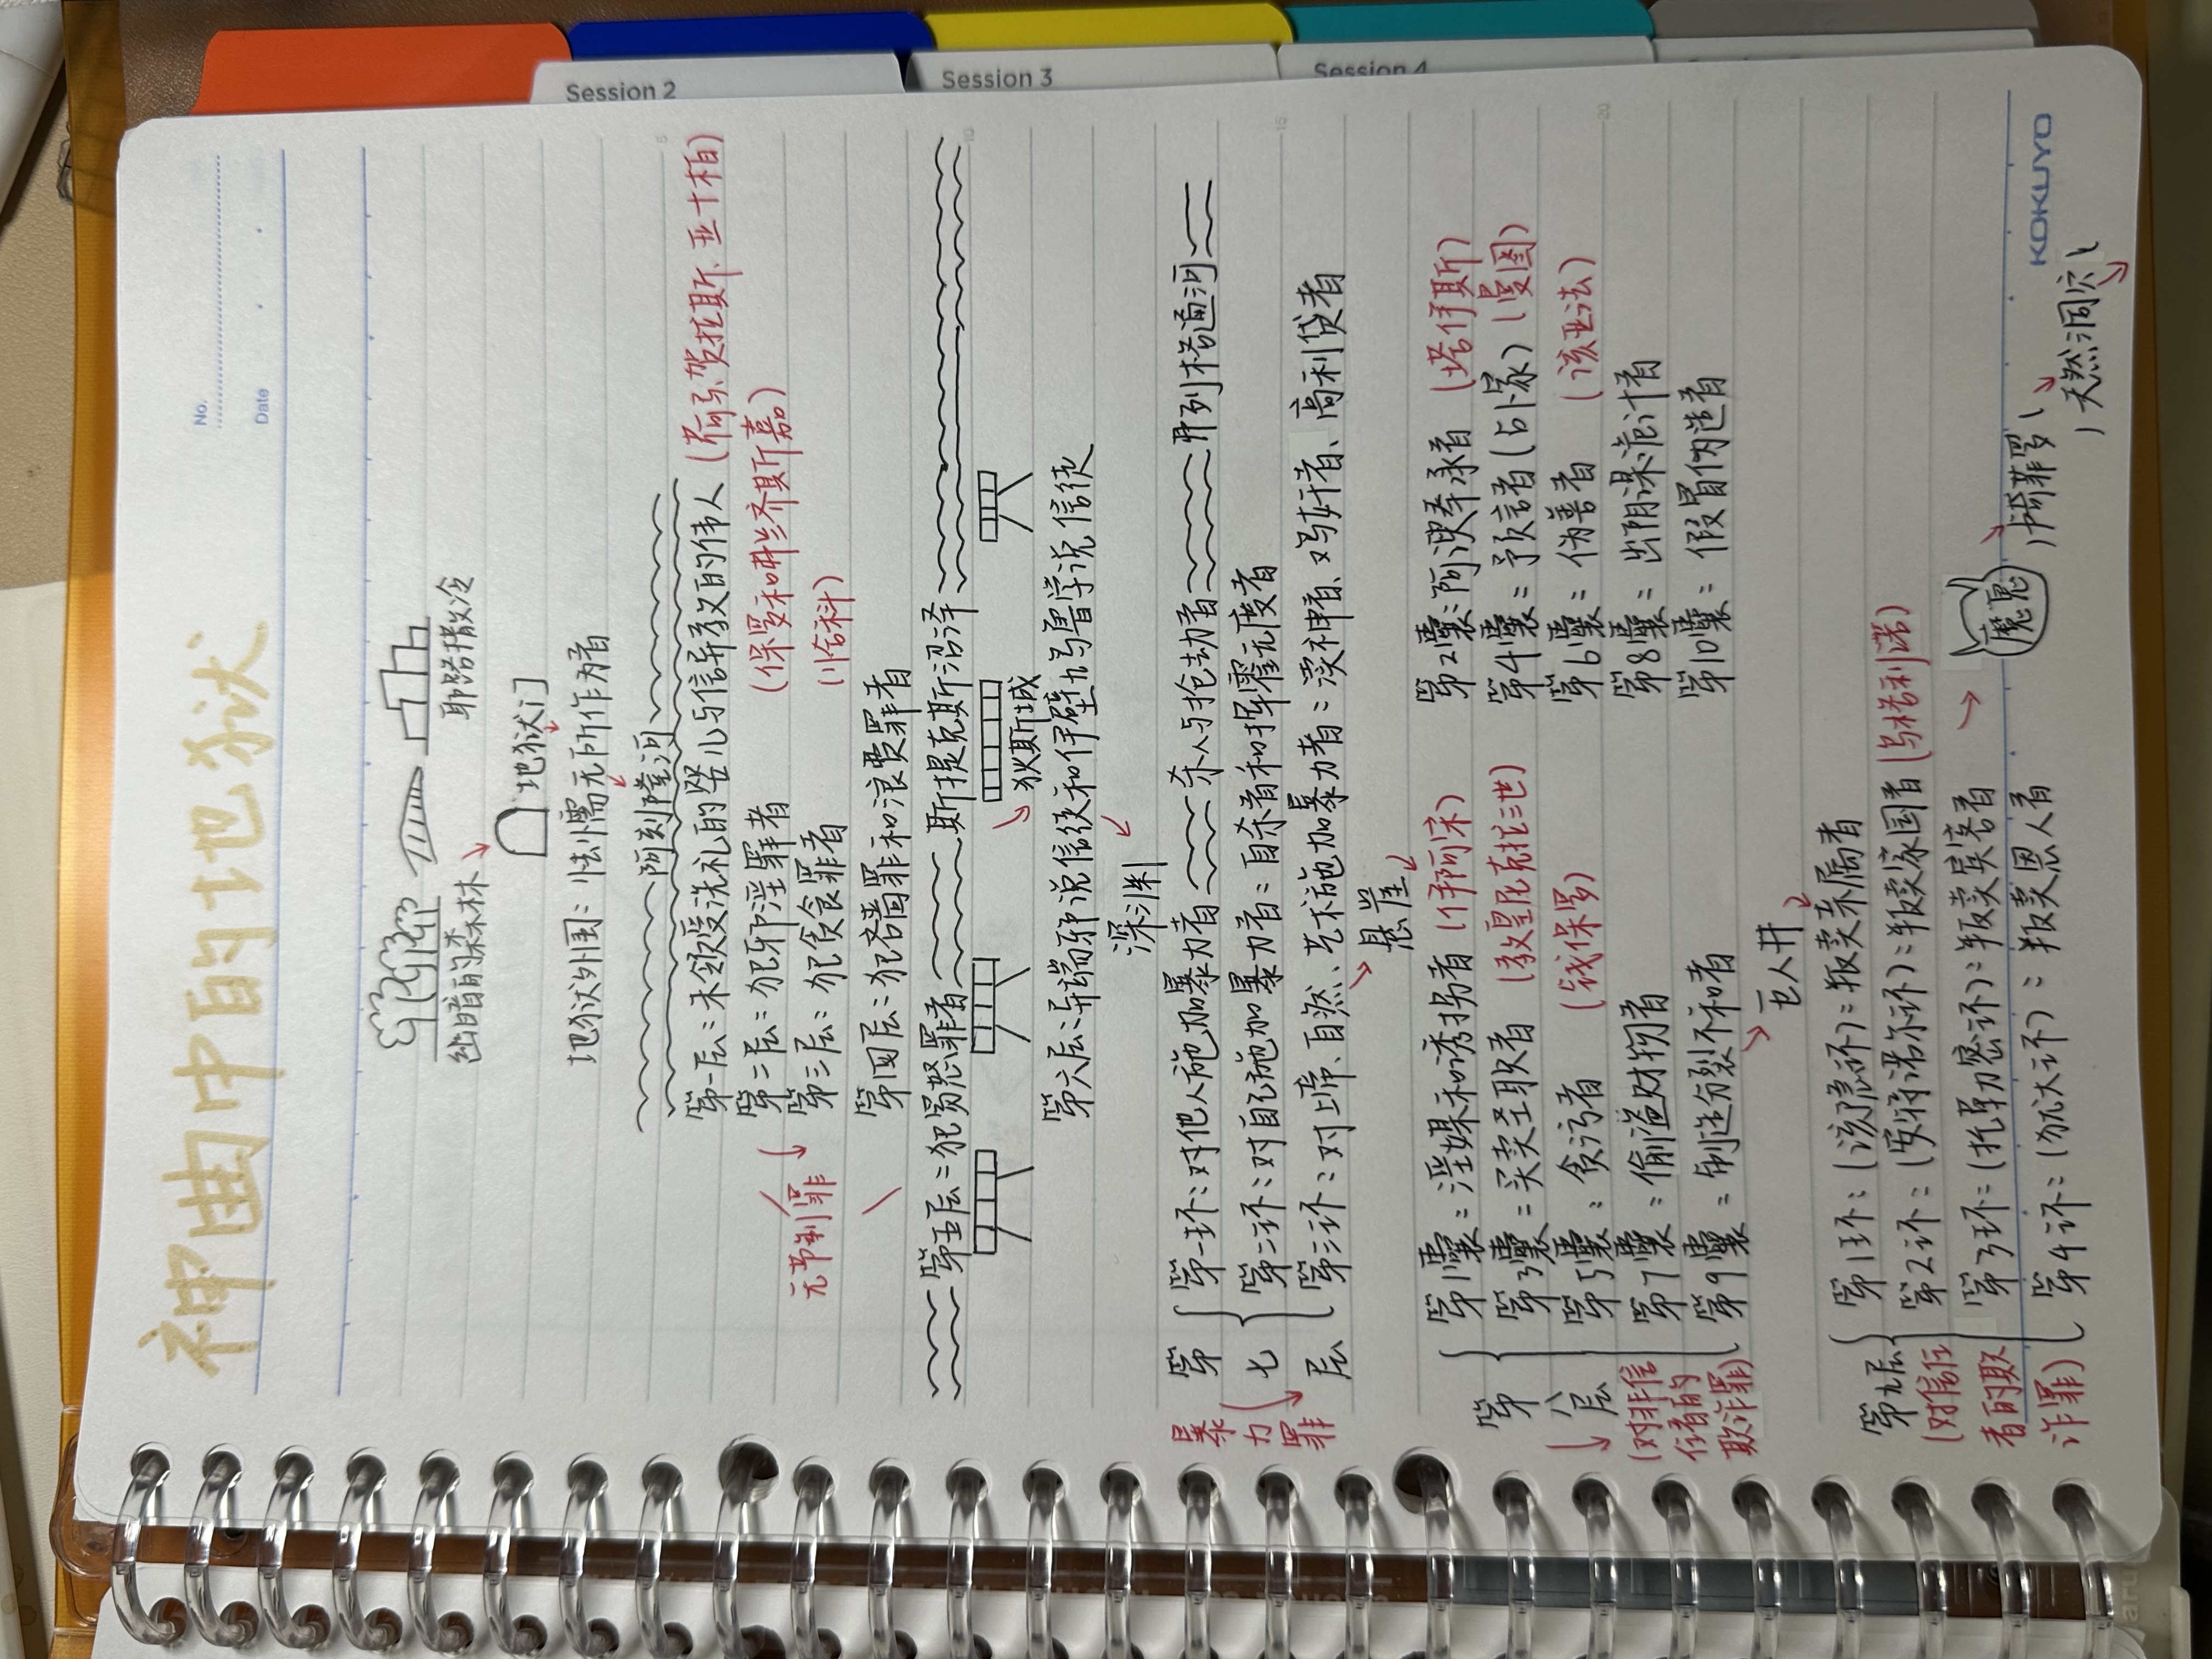 神曲中的地狱
No.
Date
幽暗的森林 耶路撒冷
地狱门
地狱外围：怯懦无所作为者
阿刻隆河
第一层：未领受洗礼的婴儿与信异教的伟人（荷马、贺拉斯、亚卡柏）
第二层：犯邪淫罪者（保罗和弗兰齐斯嘉）
无节制罪
第三层：犯贪食罪者（恰科）
第四层：犯吝啬罪和浪费罪者
第五层：犯易怒罪者 斯提克斯沼泽
狄斯城
第六层：异端邪说信徒和伊壁鸠鲁学说信徒
深渊
暴力罪
第七层
第一环：对他人施加暴力者 杀人与抢劫者 弗列格通河
第二环：对自己施加暴力者：自杀者和挥霍无度者
第三环：对上帝、自然、艺术施加暴力者：渎神者、鸡奸者、高利贷者
悬崖
第八层
（对非信任者的欺诈罪）
第1囊：淫媒和诱拐者（伊阿宋） 第2囊：阿谀奉承者（塔伊斯）
第3囊：买卖圣职者（教皇尼克拉三世） 第4囊：预言者（占卜家）（曼图）
第5囊：贪污者（钱保罗） 第6囊：伪善者（该亚法）
第7囊：偷盗财物者 第8囊：出阴谋诡计者
第9囊：制造分裂不和者 第10囊：假冒伪造者
巨人井
第九层
（对信任者的欺诈罪）
第1环：（该隐环）：叛卖亲属者
第2环：（安特诺尔环）：叛卖家国者（乌格利诺）
第3环：（托勒密环）：叛卖宾客者
第4环：（犹大环）：叛卖恩人者
魔鬼
卢奇菲罗
天然洞穴
KOKUYO
5
10
15
20
Session 2
Session 3
Session 4